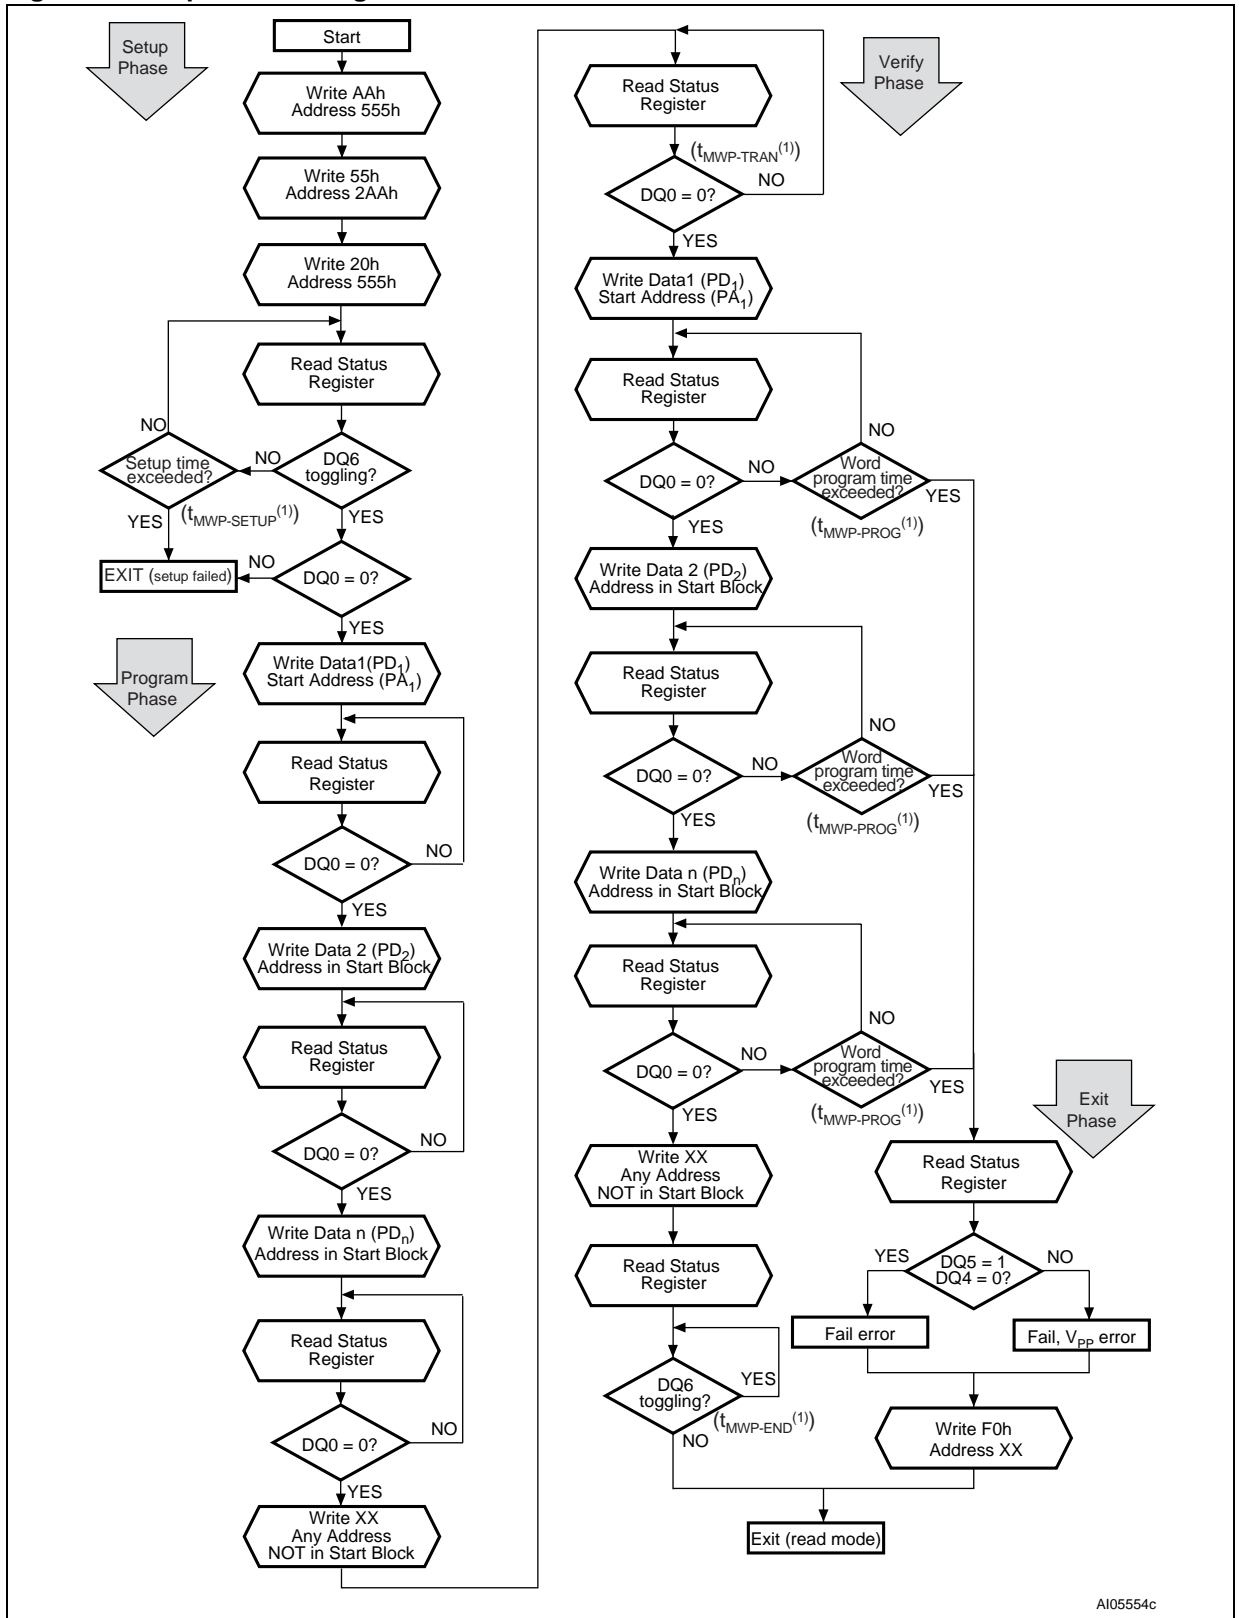 Start
Setup
Phase
Write AAh
Address 555h
Write 55h
Address 2AAh
Write 20h
Address 555h
Read Status
Register
NO
Setup time
exceeded?
NO
DQ6
toggling?
YES
(tMWP-SETUP(1))
YES
EXIT (setup failed)
NO
DQ0 = 0?
YES
Program
Phase
Write Data1(PD1)
Start Address (PA1)
Read Status
Register
DQ0 = 0?
NO
YES
Write Data 2 (PD2)
Address in Start Block
Read Status
Register
DQ0 = 0?
NO
YES
Write Data n (PDn)
Address in Start Block
Read Status
Register
DQ0 = 0?
NO
YES
Write XX
Any Address
NOT in Start Block
Verify
Phase
Read Status
Register
(tMWP-TRAN(1))
DQ0 = 0?
NO
YES
Write Data1 (PD1)
Start Address (PA1)
Read Status
Register
NO
DQ0 = 0?
NO
Word
program time
exceeded?
YES
(tMWP-PROG(1))
YES
Write Data 2 (PD2)
Address in Start Block
Read Status
Register
NO
DQ0 = 0?
NO
Word
program time
exceeded?
YES
(tMWP-PROG(1))
YES
Write Data n (PDn)
Address in Start Block
Read Status
Register
NO
DQ0 = 0?
NO
Word
program time
exceeded?
YES
(tMWP-PROG(1))
YES
Write XX
Any Address
NOT in Start Block
Read Status
Register
DQ6
toggling?
YES
(tMWP-END(1))
NO
Exit
Phase
Read Status
Register
YES
DQ5 = 1
DQ4 = 0?
NO
Fail error
Fail, VPP error
Write F0h
Address XX
Exit (read mode)
AI05554c